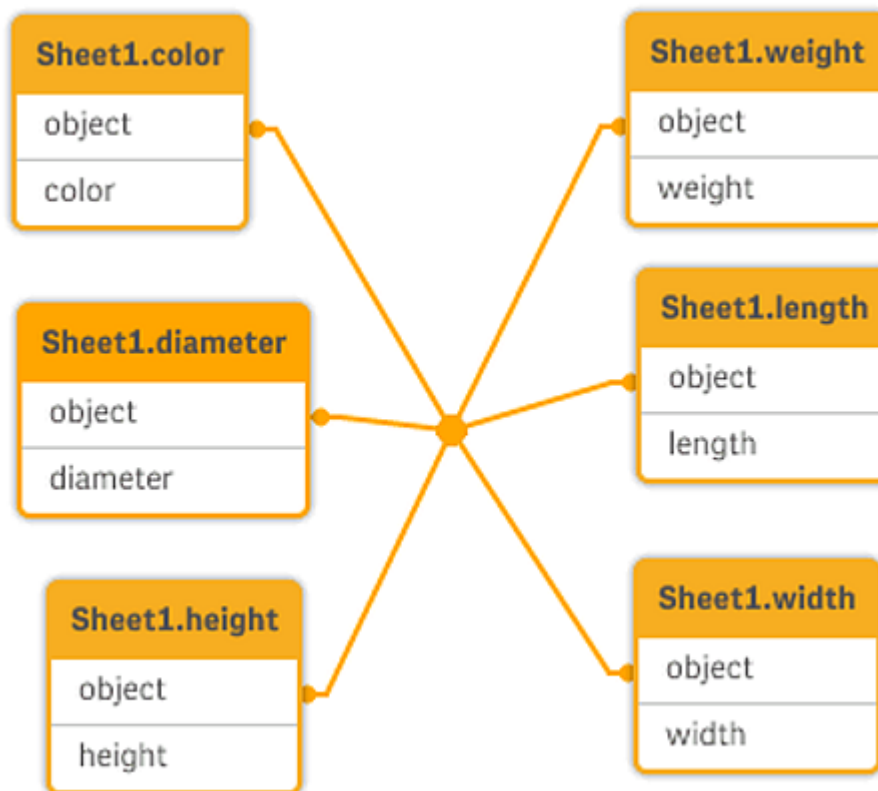 Sheet1.color
object
color
Sheet1.diameter
object
diameter
Sheet1.height
object
height
Sheet1.weight
object
weight
Sheet1.length
object
length
Sheet1.width
object
width